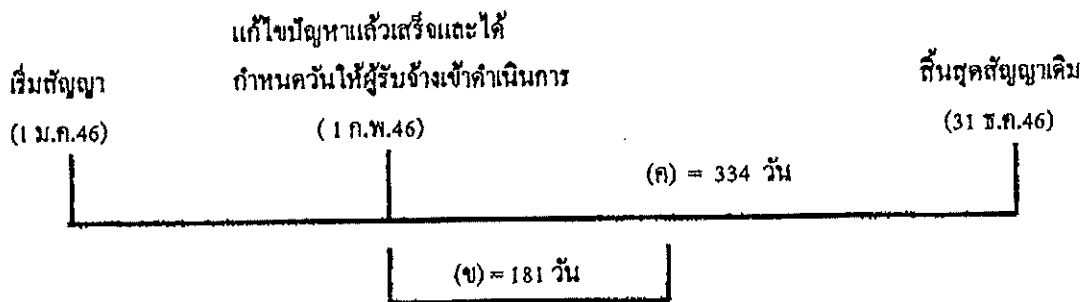 แก้ไขปัญหาแล้วเสร็จและได้
เริ่มสัญญา กำหนดวันให้ผู้รับจ้างเข้าดำเนินการ สิ้นสุดสัญญาเดิม
(1 ม.ค.46) (1 ก.พ.46) (31 ธ.ค.46)
(ค) = 334 วัน
(ข) = 181 วัน